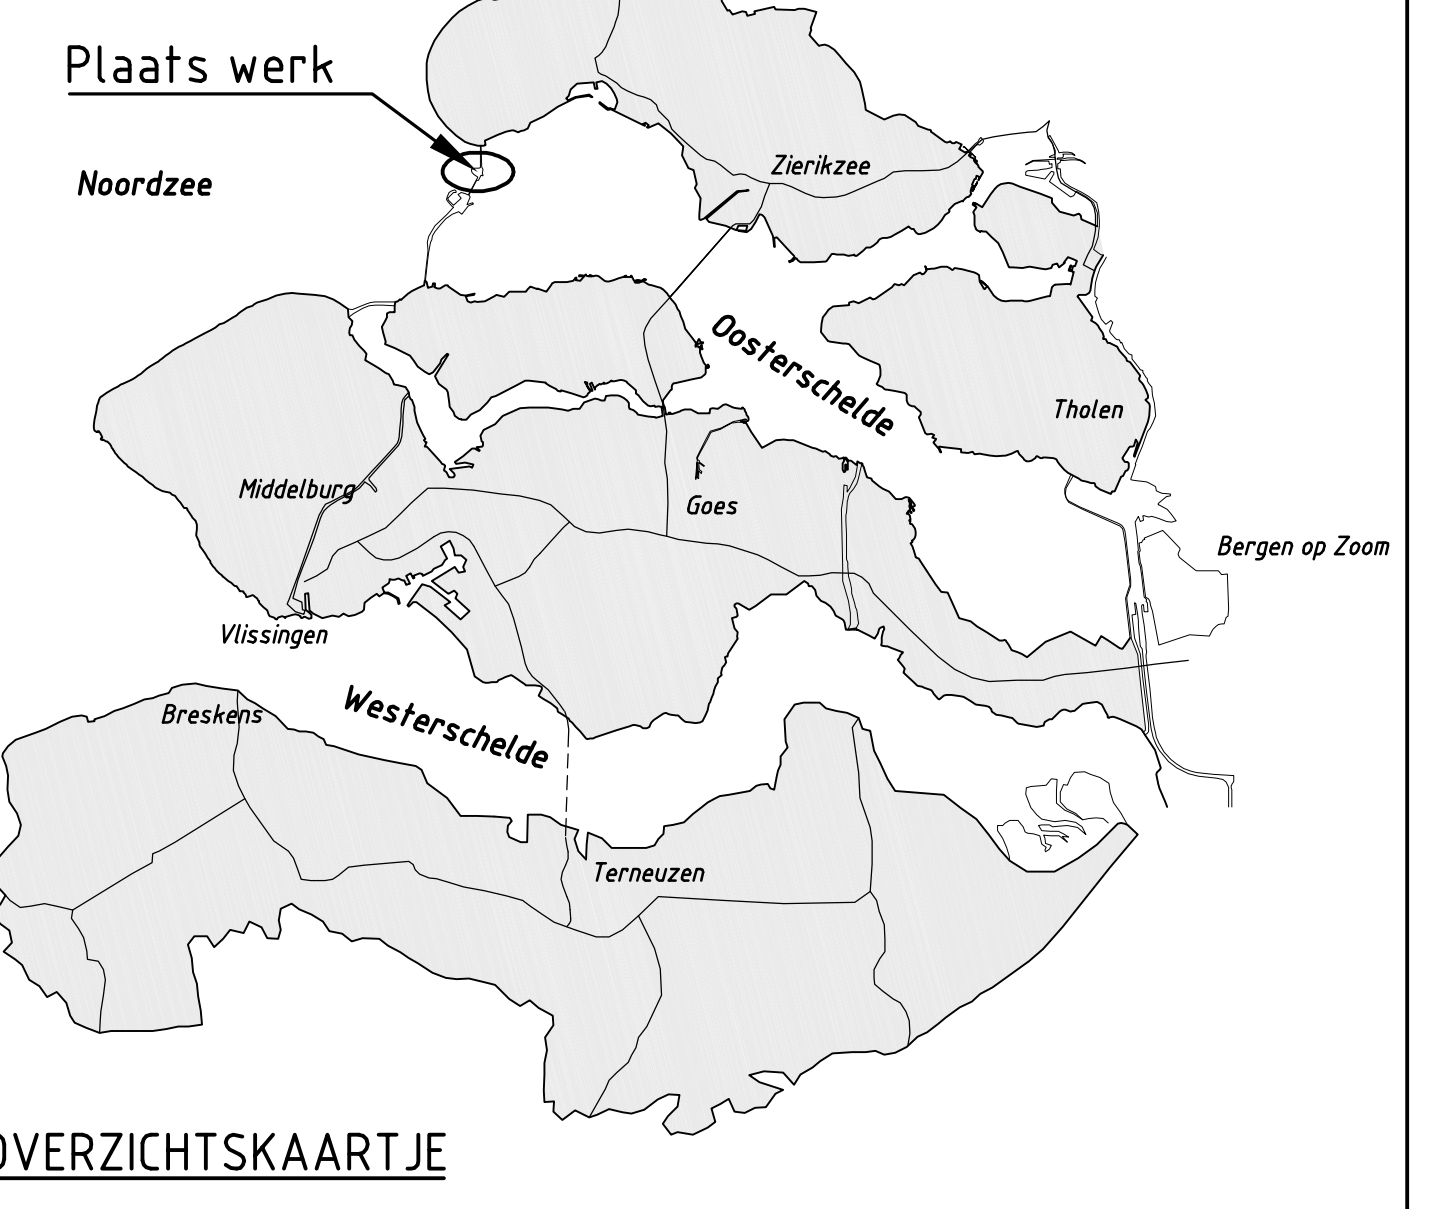 Plaats werk
Noordzee
Zierikzee
Oosterschelde
Tholen
Middelburg
Goes
Bergen op Zoom
Vlissingen
Westerschelde
Breskens
Terneuzen
OVERZICHTSKAARTJE